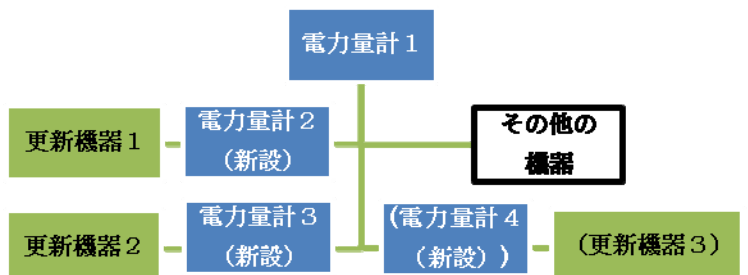 電力量計１
更新機器１
電力量計２
（新設）
その他の
機器
更新機器２
電力量計３
（新設）
(電力量計４
（新設）)
（更新機器３）